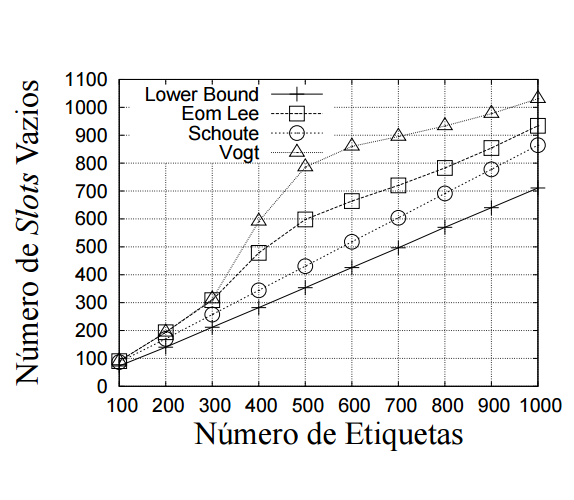 Número de Slots Vazios
1100
1000
900
800
700
600
500
400
300
200
100
0
Lower Bound
Eom Lee
Schoute
Vogt
100 200 300 400 500 600 700 800 900 1000
Número de Etiquetas